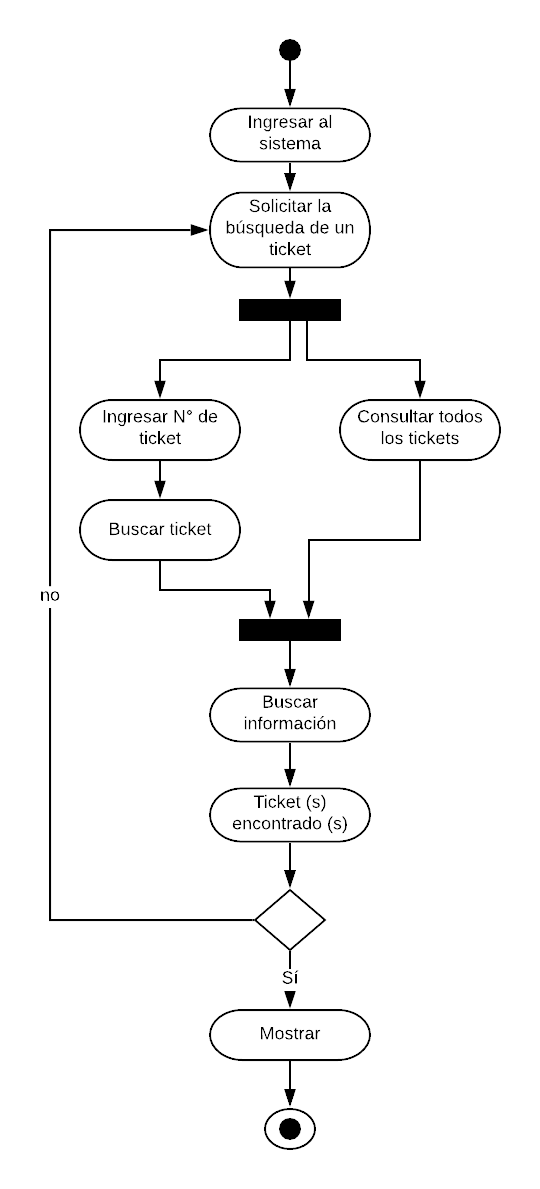 Ingresar al
sistema
Solicitar la
búsqueda de un
ticket
Ingresar N° de
ticket
Consultar todos
los tickets
Buscar ticket
no
Buscar
información
Ticket (s)
encontrado (s)
Sí
Mostrar